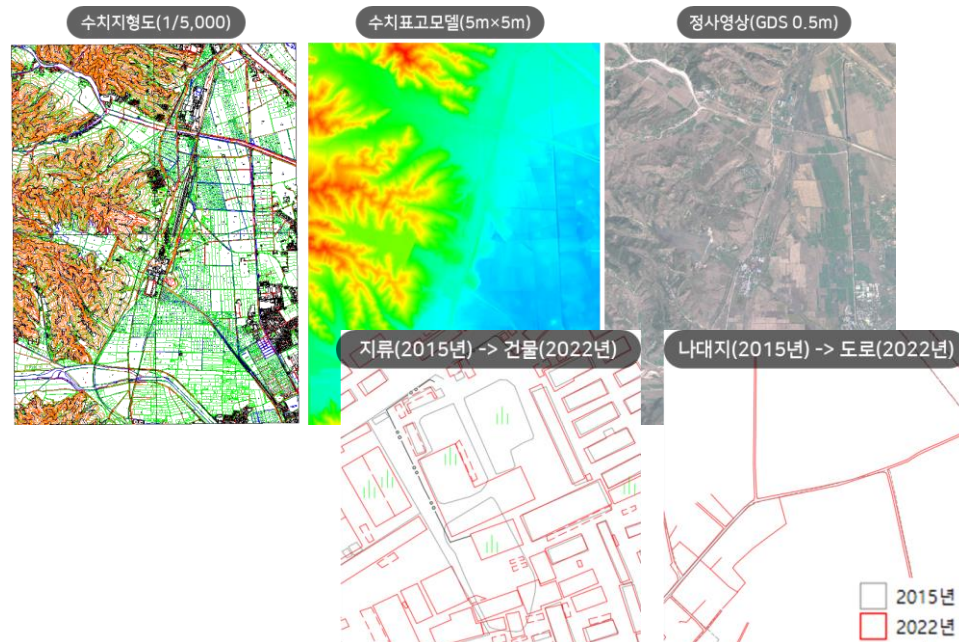 수치지형도(1/5,000)
수치표고모델(5m×5m)
정사영상(GDS 0.5m)
지류(2015년) -> 건물(2022년)
나대지(2015년) -> 도로(2022년)
2015년
2022년